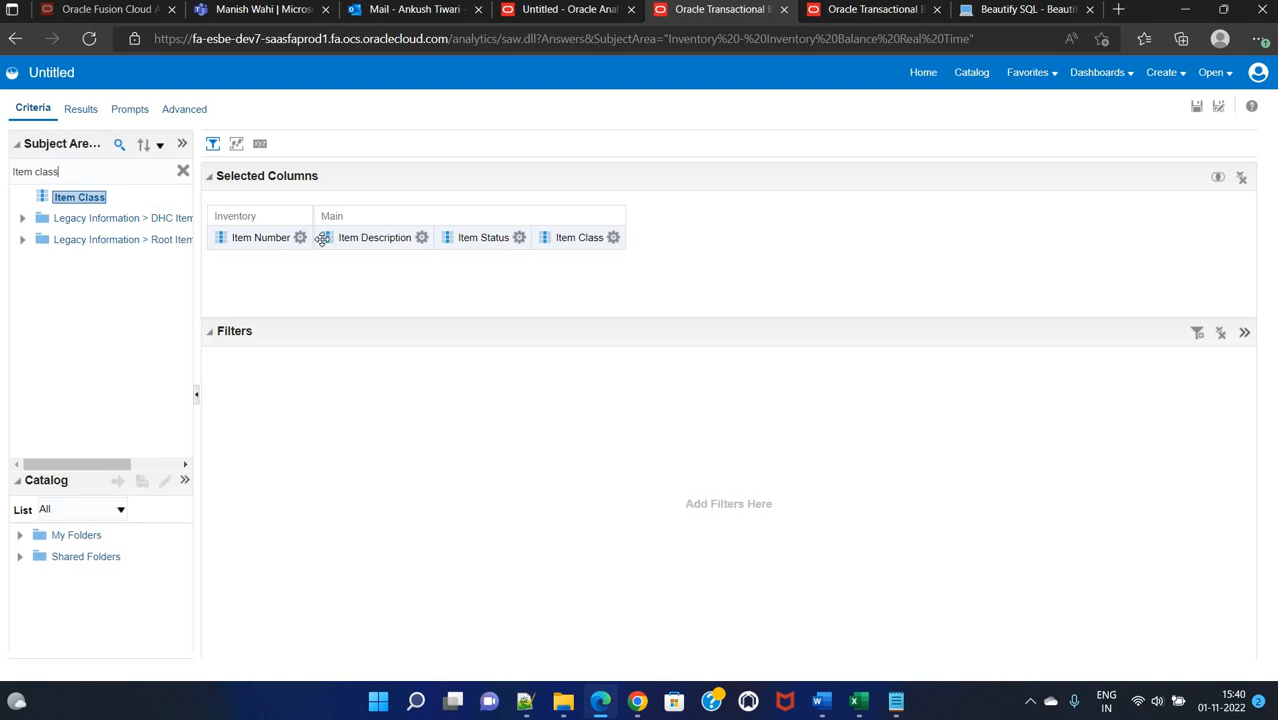 Oracle Fusion Cloud A
Manish Wahi | Micros
Mail - Ankush Tiwari -
Untitled - Oracle Anal
Oracle Transactional B
Oracle Transactional B
Beautify SQL - Beautif
https://fa-esbe-dev7-saasfaprod1.fa.ocs.oraclecloud.com/analytics/saw.dll?Answers&SubjectArea="Inventory%20-%20Inventory%20Balance%20Real%20Time"
Untitled
Home Catalog Favorites Dashboards Create Open
Criteria Results Prompts Advanced
Subject Are...
Item class
Item Class
Legacy Information > DHC Item
Legacy Information > Root Item
Selected Columns
Inventory Main
Item Number Item Description Item Status Item Class
Filters
Add Filters Here
Catalog
List All
My Folders
Shared Folders
ENG
IN
15:40
01-11-2022
2